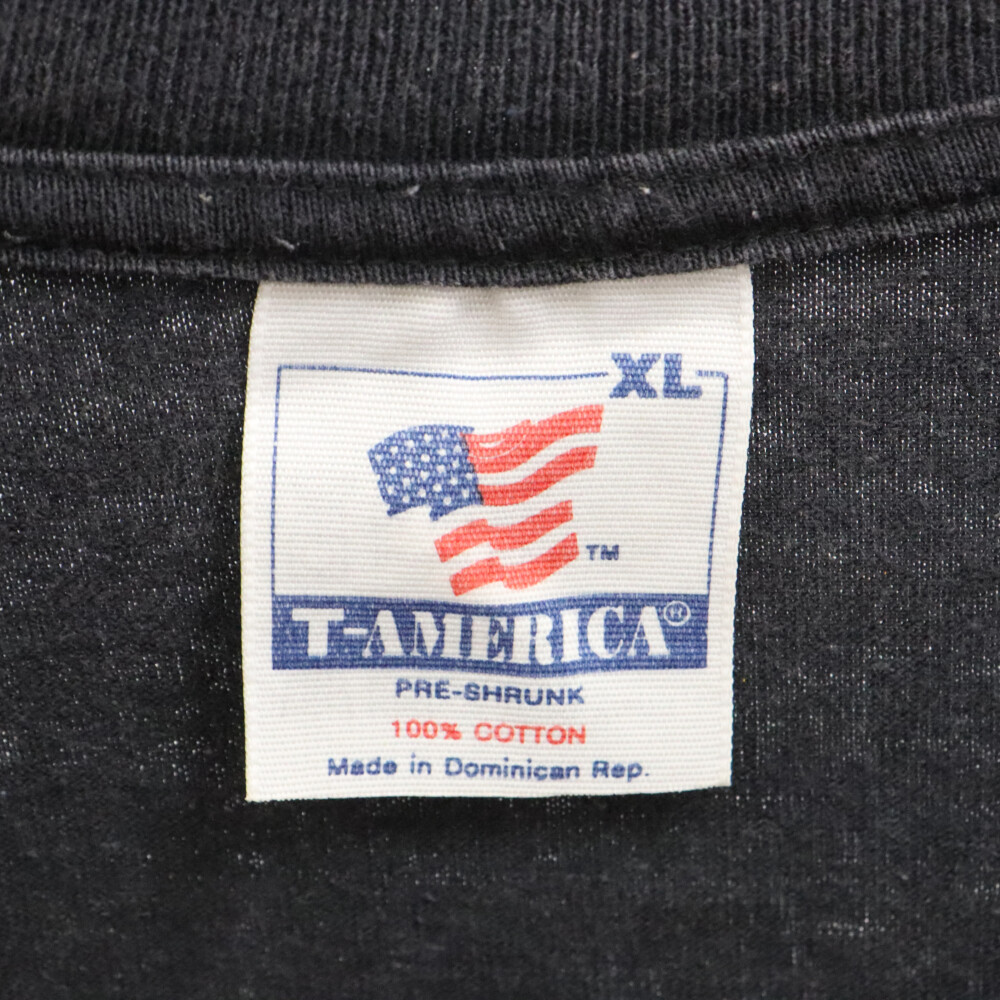 XL
TM
T-AMERICA®
PRE-SHRUNK
100% COTTON
Made in Dominican Rep.